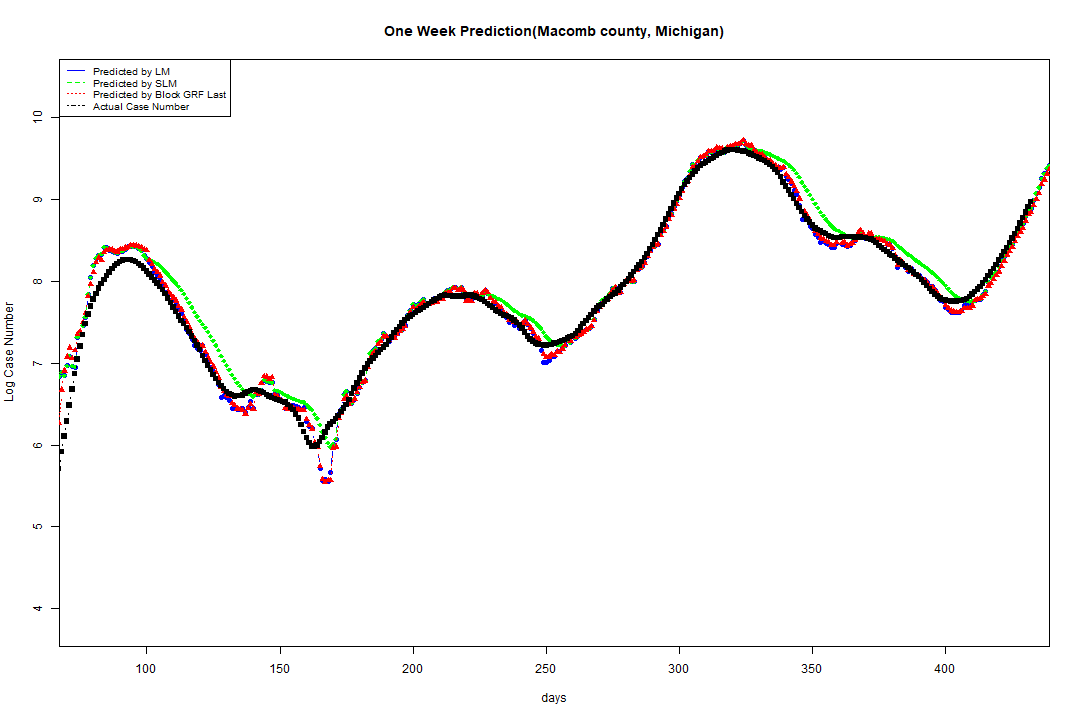 One Week Prediction(Macomb county, Michigan)
Predicted by LM
Predicted by SLM
Predicted by Block GRF Last
Actual Case Number
10
9
8
7
6
5
4
Log Case Number
100 150 200 250 300 350 400
days